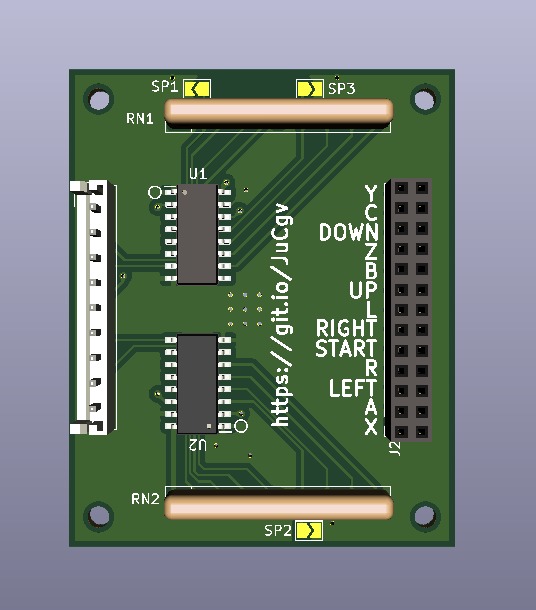 SP1
SP3
RN1
U1
Y
C
DOWN
Z
B
UP
L
RIGHT
START
R
LEFT
A
X
https://git.io/JuCgv
J2
U2
RN2
SP2